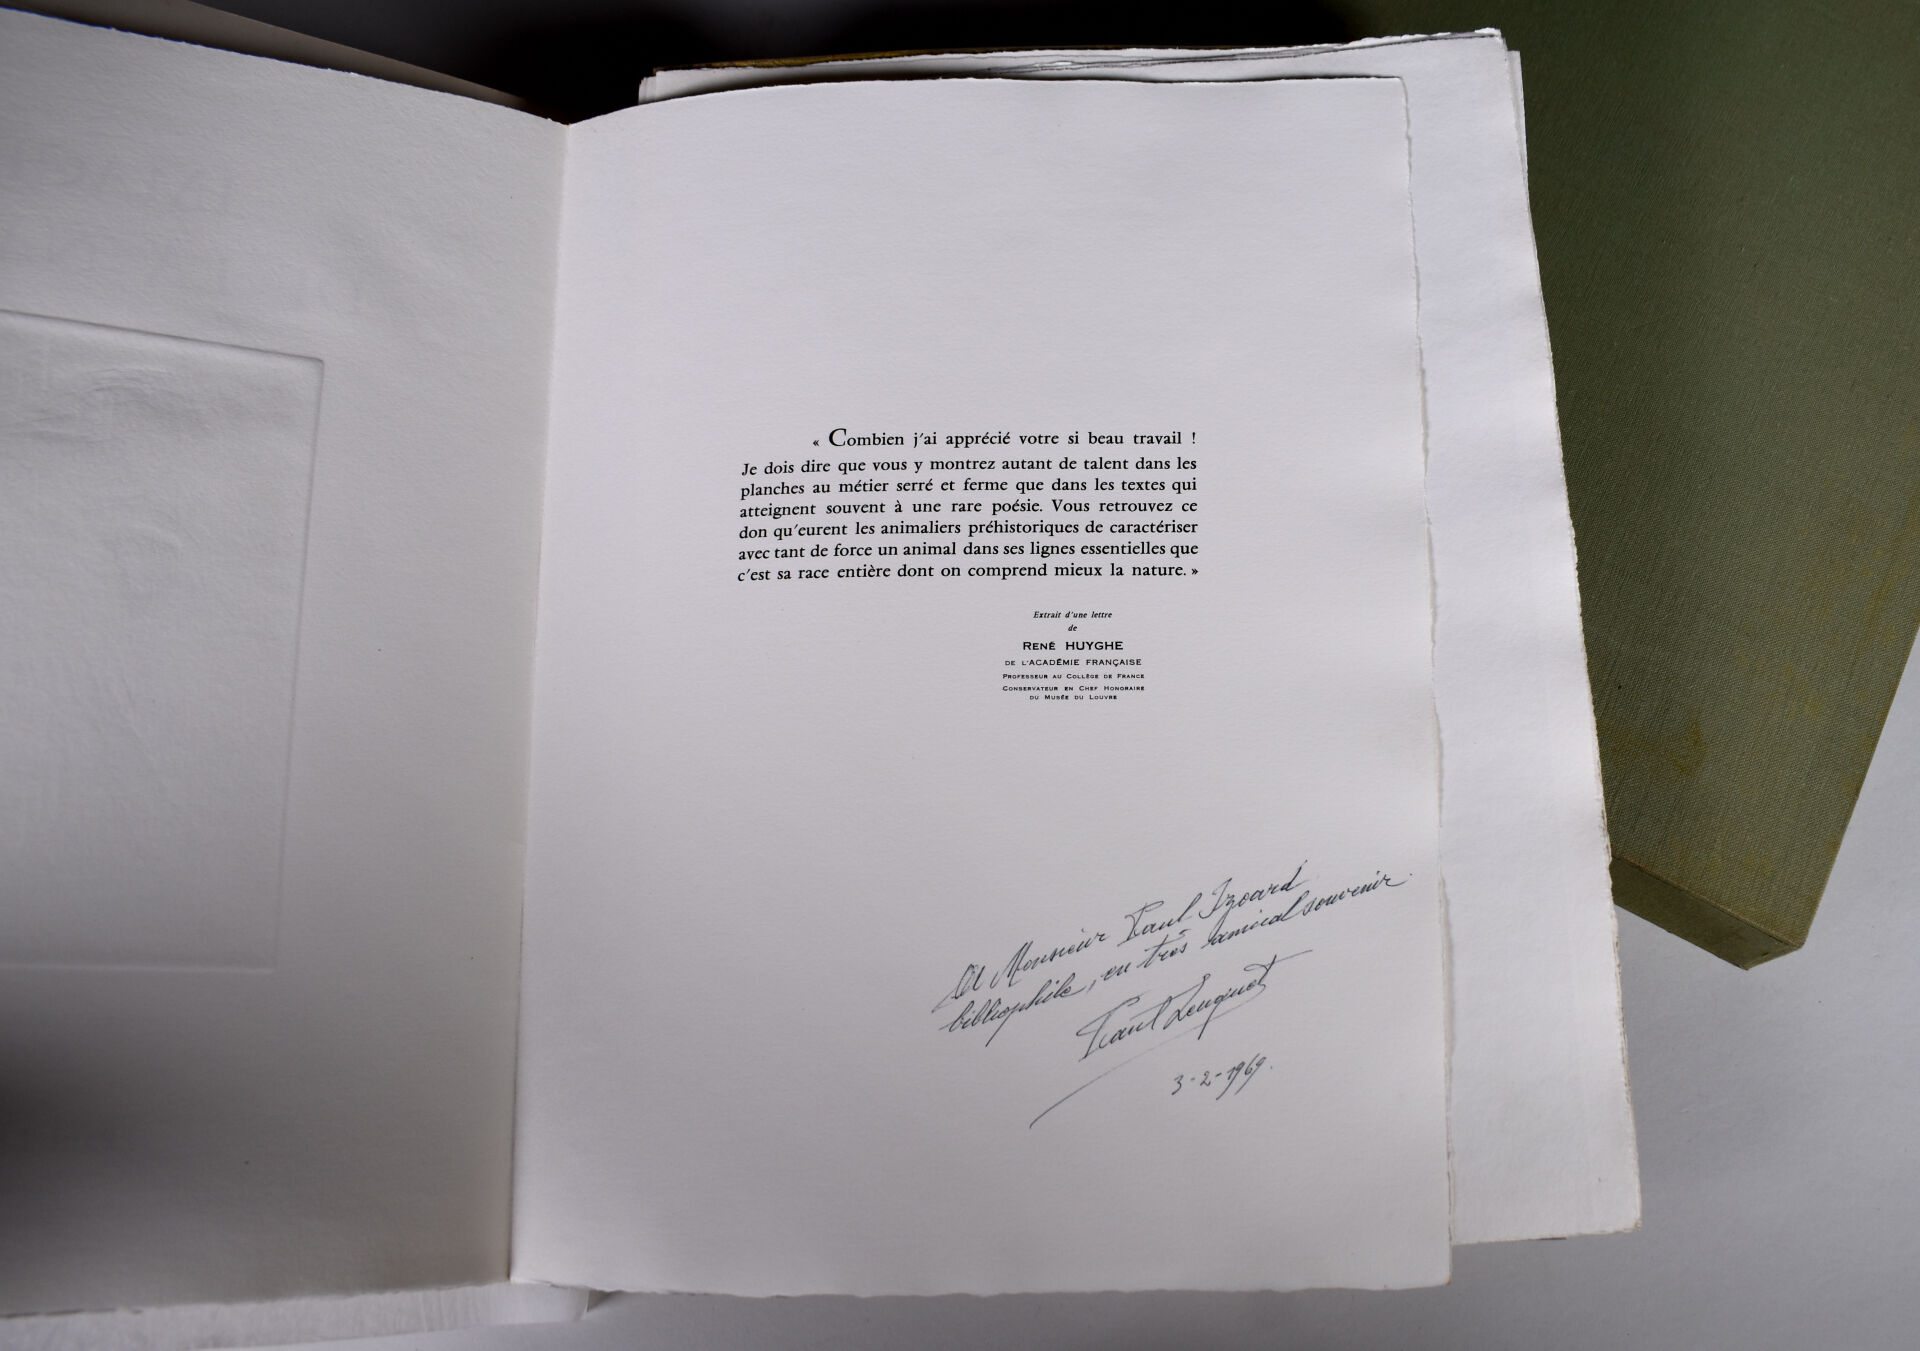 « Combien j'ai apprécié votre si beau travail !
Je dois dire que vous y montrez autant de talent dans les
planches au métier serré et ferme que dans les textes qui
atteignent souvent à une rare poésie. Vous retrouvez ce
don qu'eurent les animaliers préhistoriques de caractériser
avec tant de force un animal dans ses lignes essentielles que
c'est sa race entière dont on comprend mieux la nature. »
Extrait d'une lettre
de
RENÉ HUYGHE
DE L'ACADÉMIE FRANÇAISE
PROFESSEUR AU COLLÈGE DE FRANCE
CONSERVATEUR EN CHEF HONORAIRE
DU MUSÉE DU LOUVRE
A Monsieur Paul Izoard
bibliophile, en très amical souvenir.
Paul
3-2-1969.